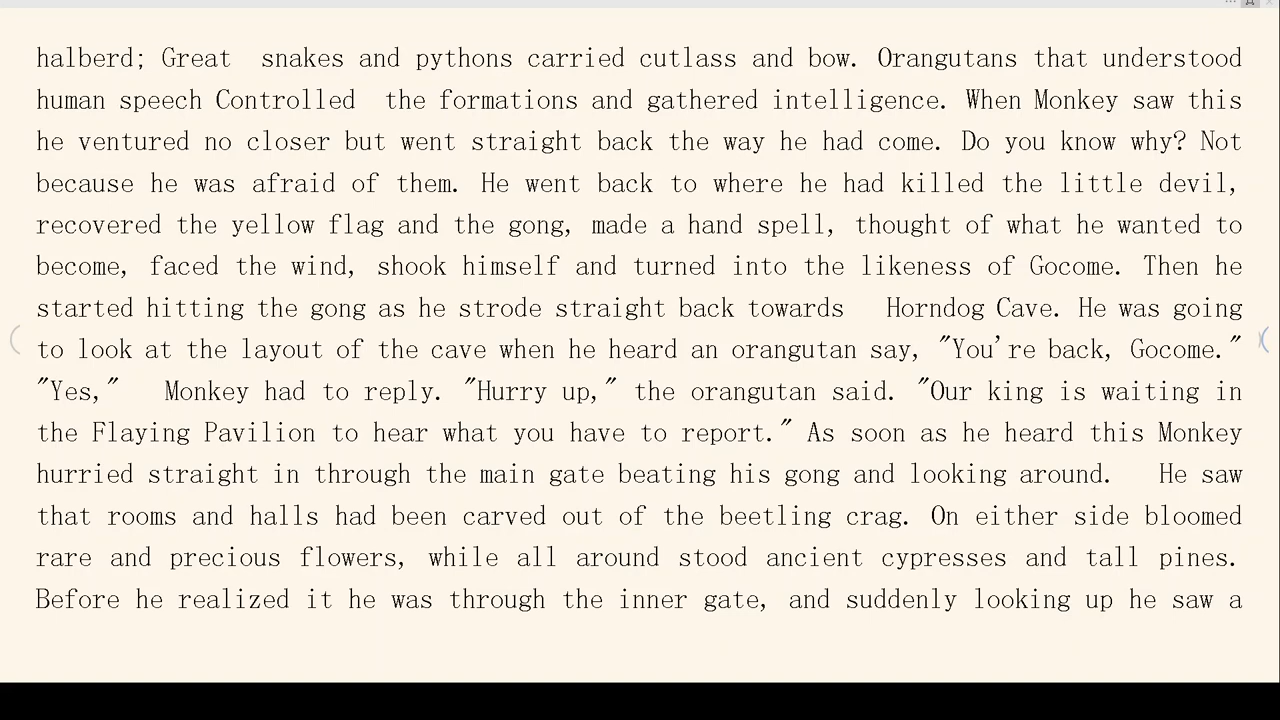 halberd; Great snakes and pythons carried cutlass and bow. Orangutans that understood
human speech Controlled the formations and gathered intelligence. When Monkey saw this
he ventured no closer but went straight back the way he had come. Do you know why? Not
because he was afraid of them. He went back to where he had killed the little devil,
recovered the yellow flag and the gong, made a hand spell, thought of what he wanted to
become, faced the wind, shook himself and turned into the likeness of Gocome. Then he
started hitting the gong as he strode straight back towards Horndog Cave. He was going
to look at the layout of the cave when he heard an orangutan say, "You're back, Gocome."
"Yes," Monkey had to reply. "Hurry up," the orangutan said. "Our king is waiting in
the Flaying Pavilion to hear what you have to report." As soon as he heard this Monkey
hurried straight in through the main gate beating his gong and looking around. He saw
that rooms and halls had been carved out of the beetling crag. On either side bloomed
rare and precious flowers, while all around stood ancient cypresses and tall pines.
Before he realized it he was through the inner gate, and suddenly looking up he saw a